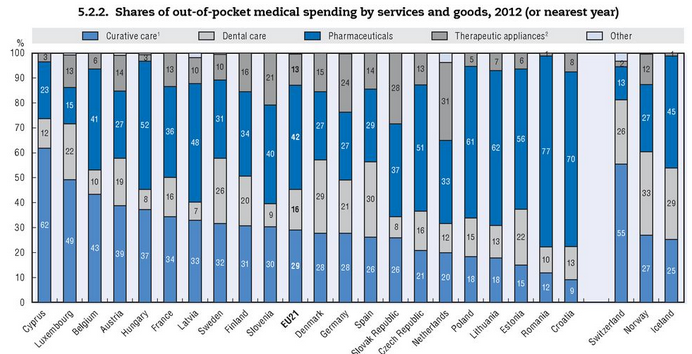 5.2.2. Shares of out-of-pocket medical spending by services and goods, 2012 (or nearest year)
Curative care¹ Dental care Pharmaceuticals Therapeutic appliances² Other
%
100
90
80
70
60
50
40
30
20
10
0
3 13 6 14 3 13 10 10 16 21 13 15 24 14 28 13 31 5 7 6 8 2 12
23 15 41 27 52 36 48 31 34 40 42 27 27 29 37 51 33 61 62 56 77 70 13 27 45
12 22 10 19 8 16 7 26 20 9 16 29 21 30 8 16 12 15 13 22 10 13 26 33 29
62 49 43 39 37 34 33 32 31 30 29 28 28 26 26 21 20 18 18 15 12 9 55 27 25
Cyprus
Luxembourg
Belgium
Austria
Hungary
France
Latvia
Sweden
Finland
Slovenia
EU21
Denmark
Germany
Spain
Slovak Republic
Czech Republic
Netherlands
Poland
Lithuania
Estonia
Romania
Croatia
Switzerland
Norway
Iceland